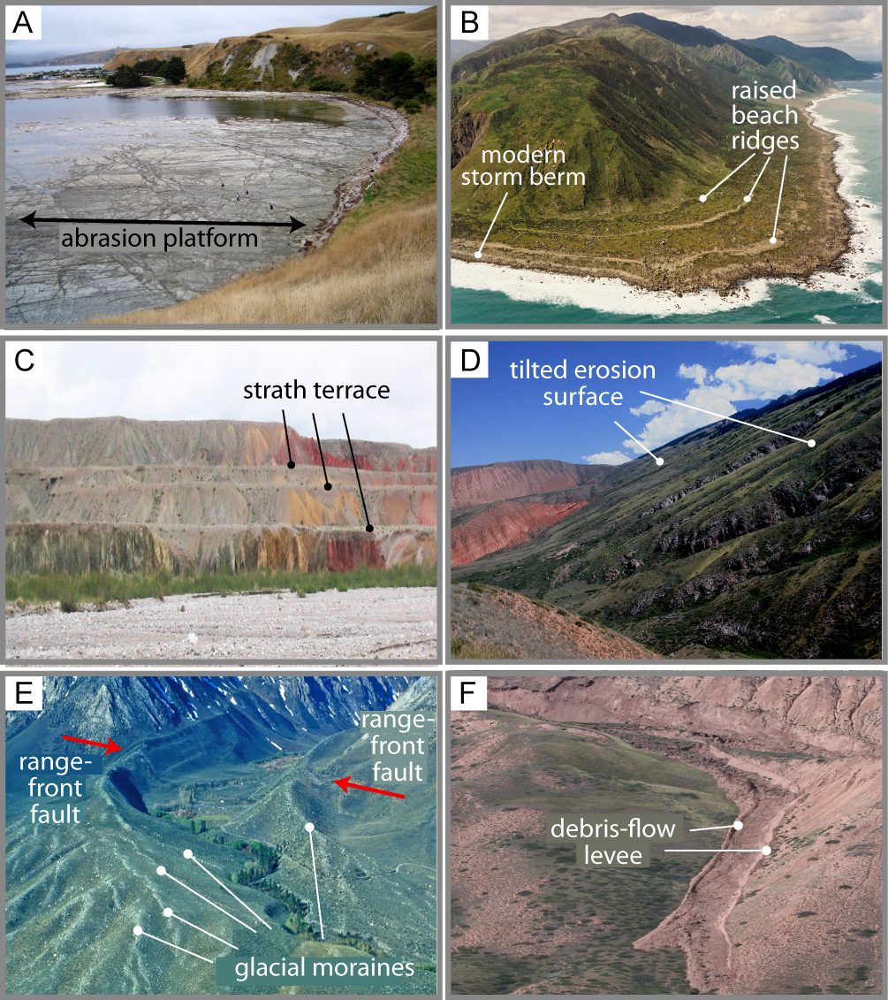 A
abrasion platform
B
raised
beach
ridges
modern
storm berm
C
strath terrace
D
tilted erosion
surface
E
range-
front
fault
range-
front
fault
glacial moraines
F
debris-flow
levee